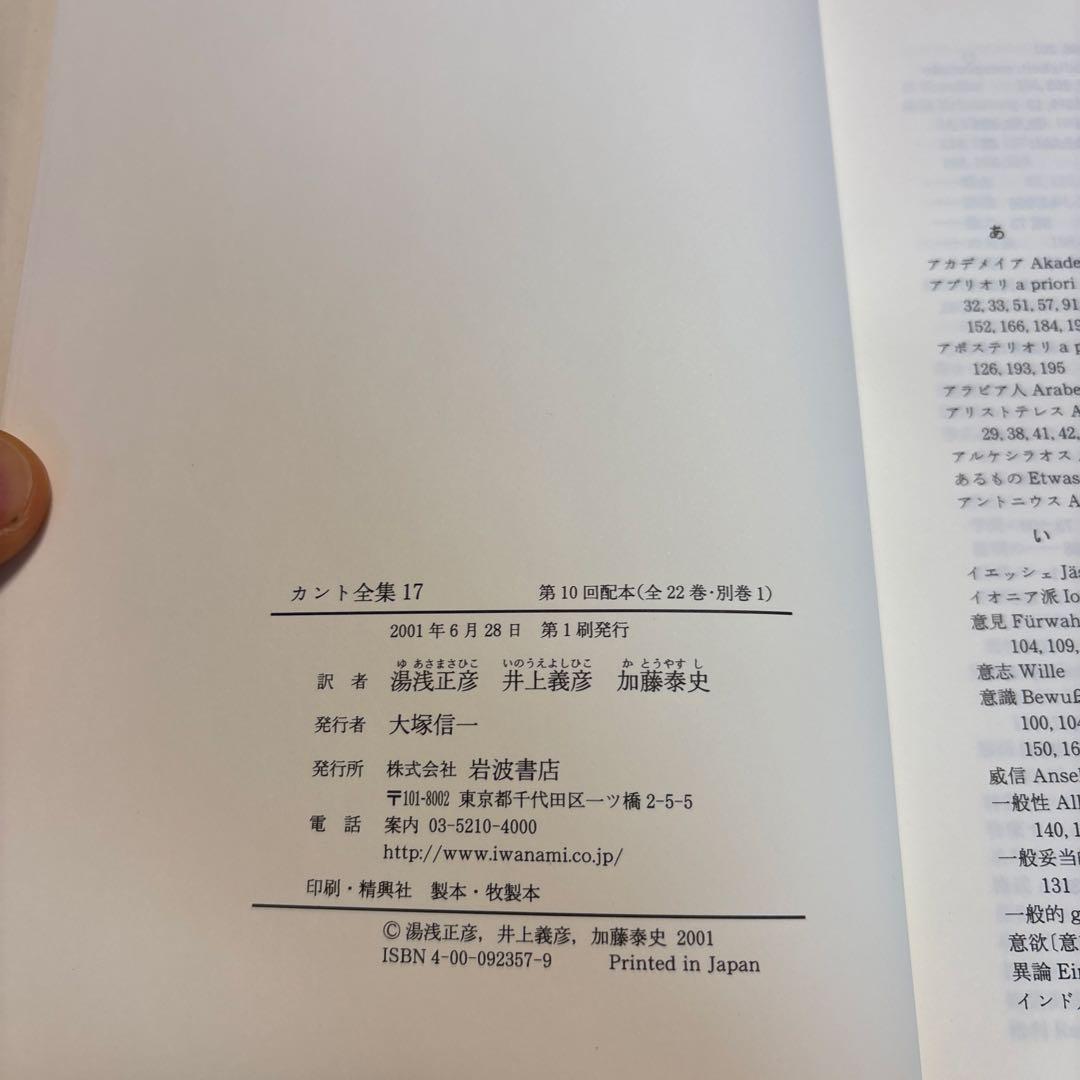 カント全集 17 第 10 回配本(全 22 巻・別巻 1)
2001 年 6 月 28 日 第 1 刷発行
ゆ あさまさひこ いのうえよしひこ か とうやす し
訳 者 湯浅正彦 井上義彦 加藤泰史
発行者 大塚信一
発行所 株式会社 岩波書店
〒101-8002 東京都千代田区一ツ橋 2-5-5
電 話 案内 03-5210-4000
http://www.iwanami.co.jp/
印刷・精興社 製本・牧製本
© 湯浅正彦, 井上義彦, 加藤泰史 2001
ISBN 4-00-092357-9 Printed in Japan
あ
アカデメイア Akade
アプリオリ a priori
32, 33, 51, 57, 91,
152, 166, 184, 19
アポステリオリ a p
126, 193, 195
アラビア人 Arabe
アリストテレス A
29, 38, 41, 42,
アルケシラオス
あるもの Etwas
アントニウス A
い
イエッシェ Jäs
イオニア派 Io
意見 Fürwah
104, 109,
意志 Wille
意識 Bewuß
100, 104
150, 16
威信 Anse
一般性 All
140, 1
一般妥当
131
一般的 g
意欲〔意
異論 Ein
インド